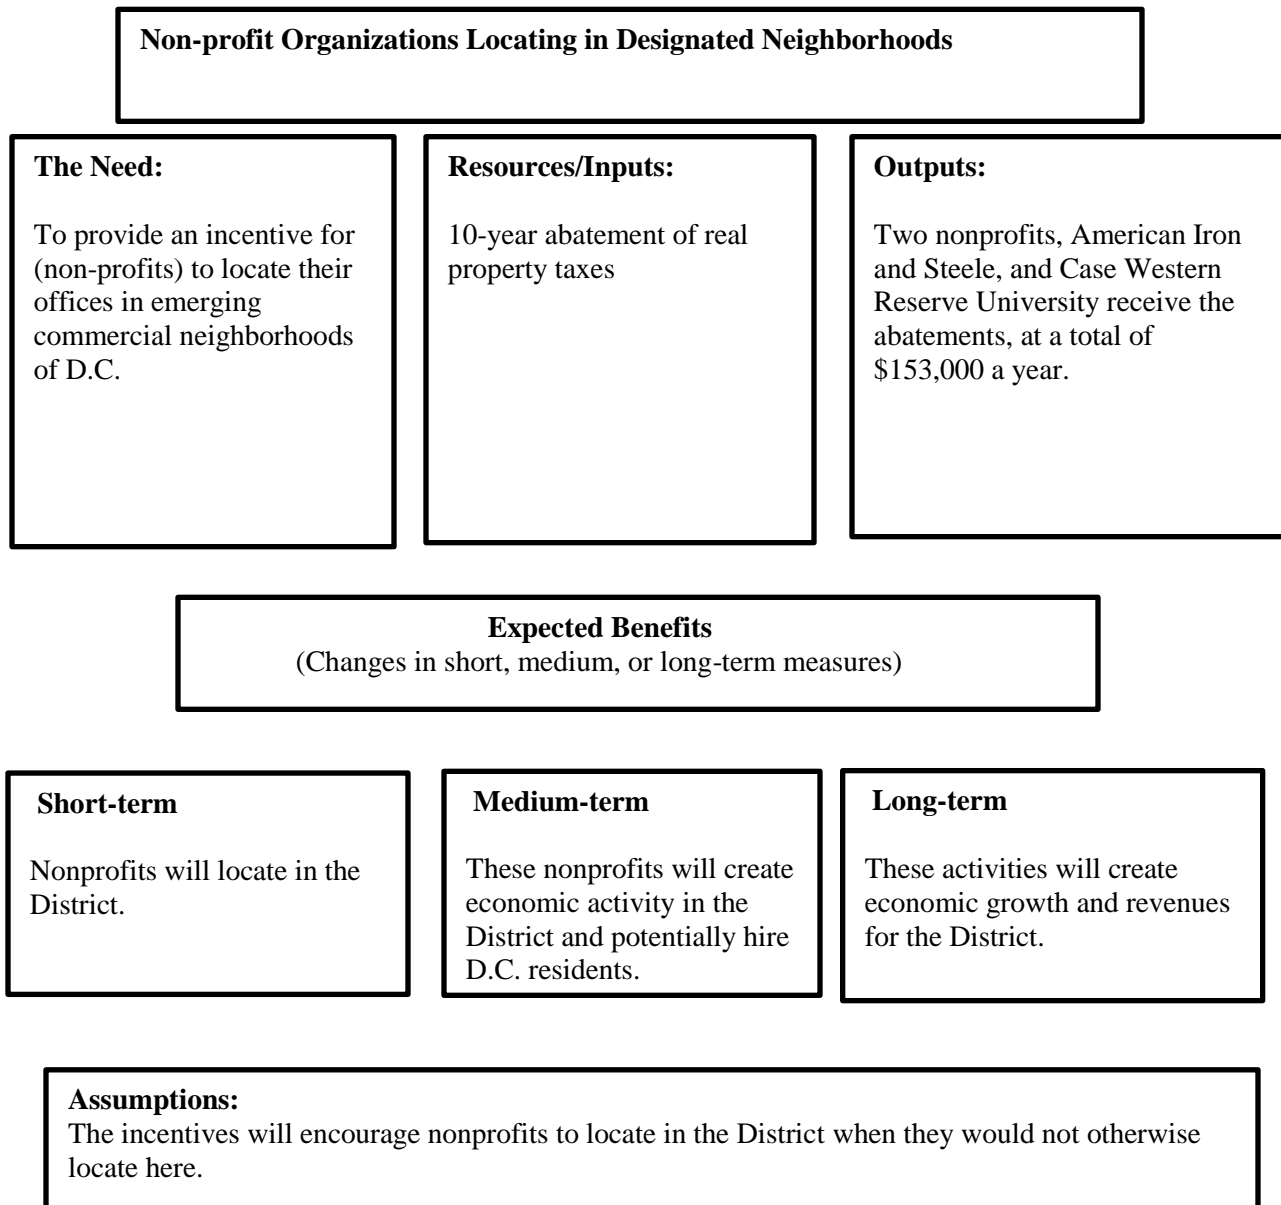 Non-profit Organizations Locating in Designated Neighborhoods
The Need:
To provide an incentive for
(non-profits) to locate their
offices in emerging
commercial neighborhoods
of D.C.
Resources/Inputs:
10-year abatement of real
property taxes
Outputs:
Two nonprofits, American Iron
and Steele, and Case Western
Reserve University receive the
abatements, at a total of
$153,000 a year.
Expected Benefits
(Changes in short, medium, or long-term measures)
Short-term
Nonprofits will locate in the
District.
Medium-term
These nonprofits will create
economic activity in the
District and potentially hire
D.C. residents.
Long-term
These activities will create
economic growth and revenues
for the District.
Assumptions:
The incentives will encourage nonprofits to locate in the District when they would not otherwise
locate here.